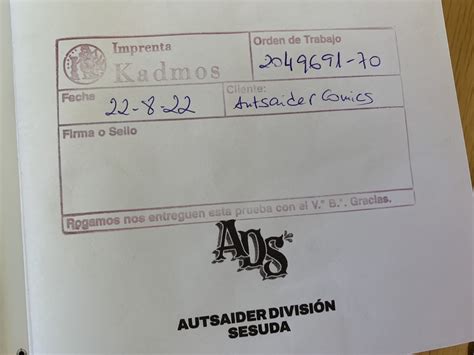 Imprenta
Kadmos
Orden de Trabajo
2049691-70
Fecha
22-8-22
Cliente:
Autsaider Comics
Firma o Sello
Rogamos nos entreguen esta prueba con el V.° B.°. Gracias.
ADS
AUTSAIDER DIVISIÓN
SESUDA